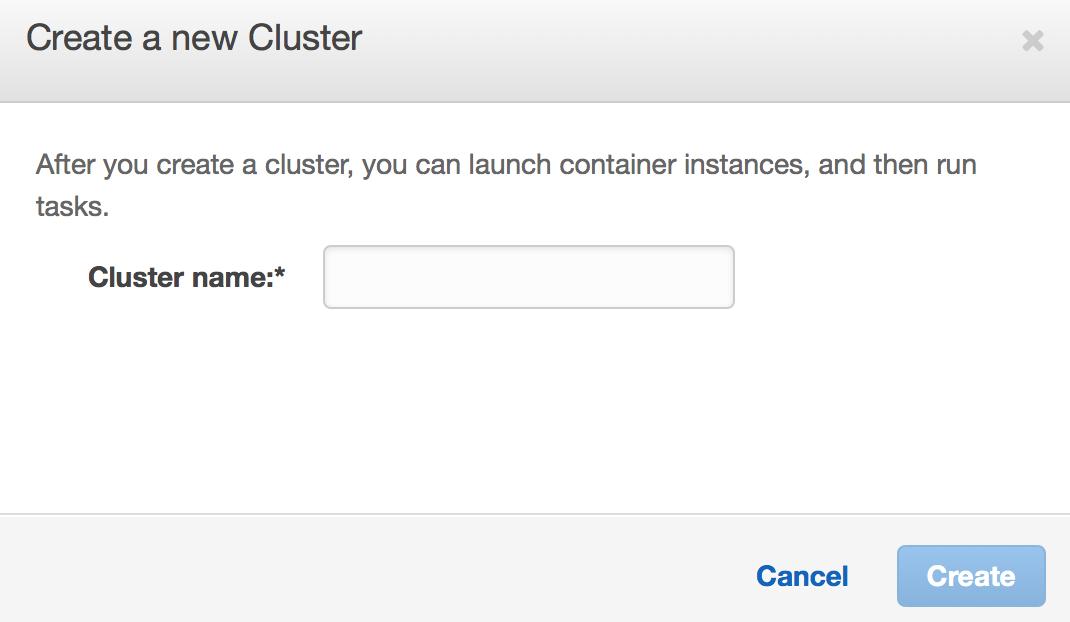 Create a new Cluster
After you create a cluster, you can launch container instances, and then run
tasks.
Cluster name:*
Cancel
Create